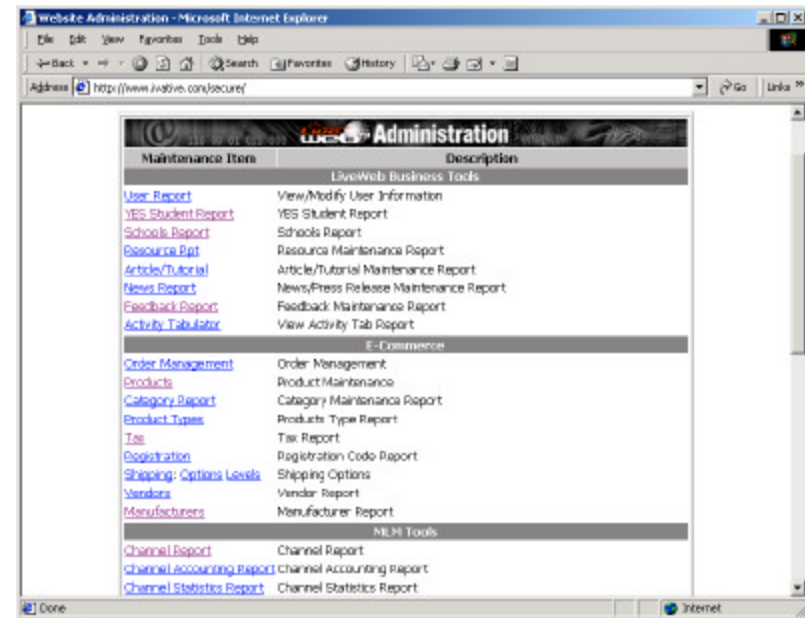 Website Administration - Microsoft Internet Explorer
File Edit View Favorites Tools Help
Back Search Favorites History
Address http://www.ivative.com/secure/ Go Links »
Administration
Maintenance Item Description
LiveWeb Business Tools
User Report View/Modify User Information
YES Student Report YES Student Report
Schools Report Schools Report
Resource Rpt Resource Maintenance Report
Article/Tutorial Article/Tutorial Maintenance Report
News Report News/Press Release Maintenance Report
Feedback Report Feedback Maintenance Report
Activity Tabulator View Activity Tab Report
E-Commerce
Order Management Order Management
Products Product Maintenance
Category Report Category Maintenance Report
Product Types Products Type Report
Tax Tax Report
Registration Registration Code Report
Shipping: Options Levels Shipping Options
Vendors Vendor Report
Manufacturers Manufacturer Report
MLM Tools
Channel Report Channel Report
Channel Accounting Report Channel Accounting Report
Channel Statistics Report Channel Statistics Report
Done Internet